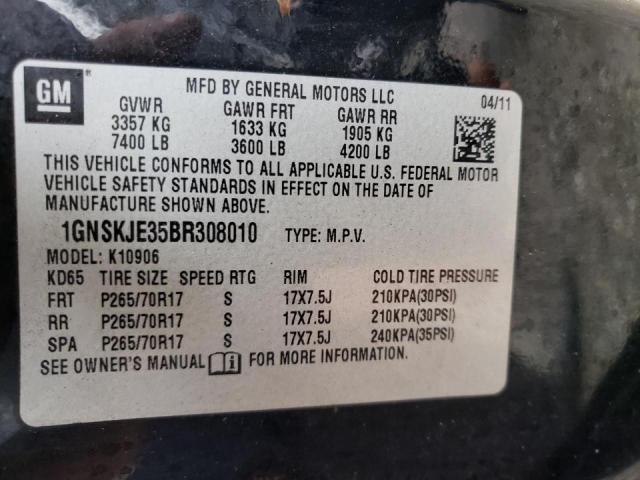 GM ®
MFD BY GENERAL MOTORS LLC
04/11
GVWR GAWR FRT GAWR RR
3357 KG 1633 KG 1905 KG
7400 LB 3600 LB 4200 LB
THIS VEHICLE CONFORMS TO ALL APPLICABLE U.S. FEDERAL MOTOR
VEHICLE SAFETY STANDARDS IN EFFECT ON THE DATE OF
MANUFACTURE SHOWN ABOVE.
1GNSKJE35BR308010 TYPE: M.P.V.
MODEL: K10906
KD65 TIRE SIZE SPEED RTG RIM COLD TIRE PRESSURE
FRT P265/70R17 S 17X7.5J 210KPA(30PSI)
RR P265/70R17 S 17X7.5J 210KPA(30PSI)
SPA P265/70R17 S 17X7.5J 240KPA(35PSI)
SEE OWNER'S MANUAL FOR MORE INFORMATION.